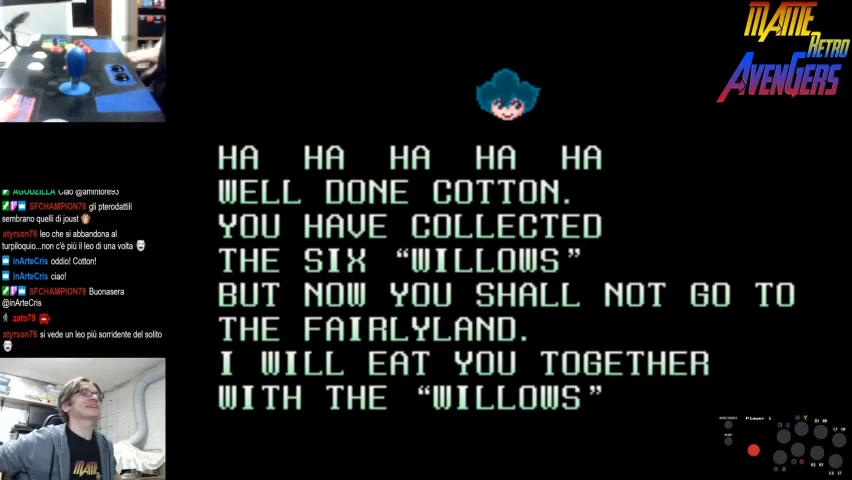 MAME
RETRO
AVENGERS
HA HA HA HA HA
WELL DONE COTTON.
YOU HAVE COLLECTED
THE SIX “WILLOWS”
BUT NOW YOU SHALL NOT GO TO
THE FAIRLYLAND.
I WILL EAT YOU TOGETHER
WITH THE “WILLOWS”
AGODZILLA Ciao @amintore93
SFCHAMPION78 gli pterodattili
sembrano quelli di joust
atyrson76 leo che si abbandona al
turpiloquio...non c'è più il leo di una volta
inArteCris oddio! Cotton!
inArteCris ciao!
SFCHAMPION78 Buonasera
@inArteCris
zato79
atyrson76 si vede un leo più sorridente del solito
MAME
Player 1